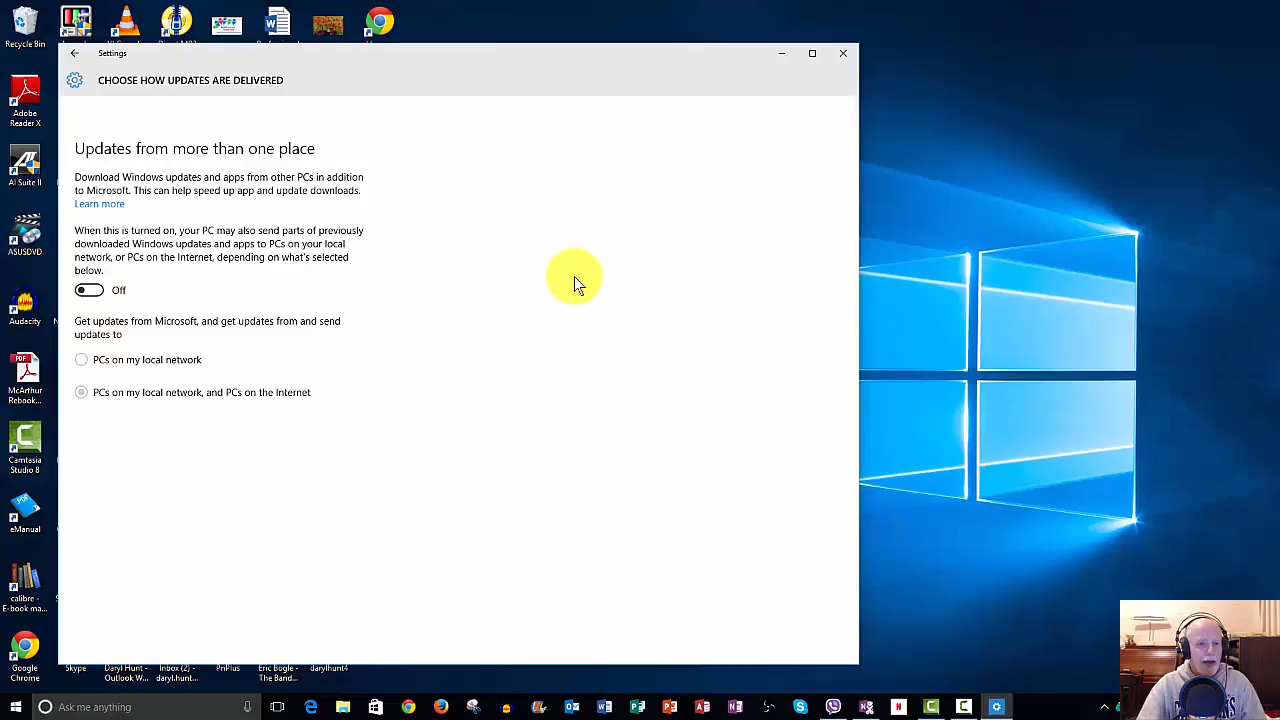 Recycle Bin
Settings
CHOOSE HOW UPDATES ARE DELIVERED
Updates from more than one place
Download Windows updates and apps from other PCs in addition
to Microsoft. This can help speed up app and update downloads.
Learn more
When this is turned on, your PC may also send parts of previously
downloaded Windows updates and apps to PCs on your local
network, or PCs on the Internet, depending on what's selected
below.
Off
Get updates from Microsoft, and get updates from and send
updates to
PCs on my local network
PCs on my local network, and PCs on the Internet
Adobe
Reader X
AI Suite II
ASUSDVD
Audacity
PDF
McArthur
Rebook...
Camtasia
Studio 8
PDF
eManual
calibre -
E-book ma...
Google
Chrome
Skype
Daryl Hunt -
Outlook W...
Inbox (2) -
daryl.hunt...
PnPlus
Eric Bogle -
The Band...
darylhunt4
Ask me anything